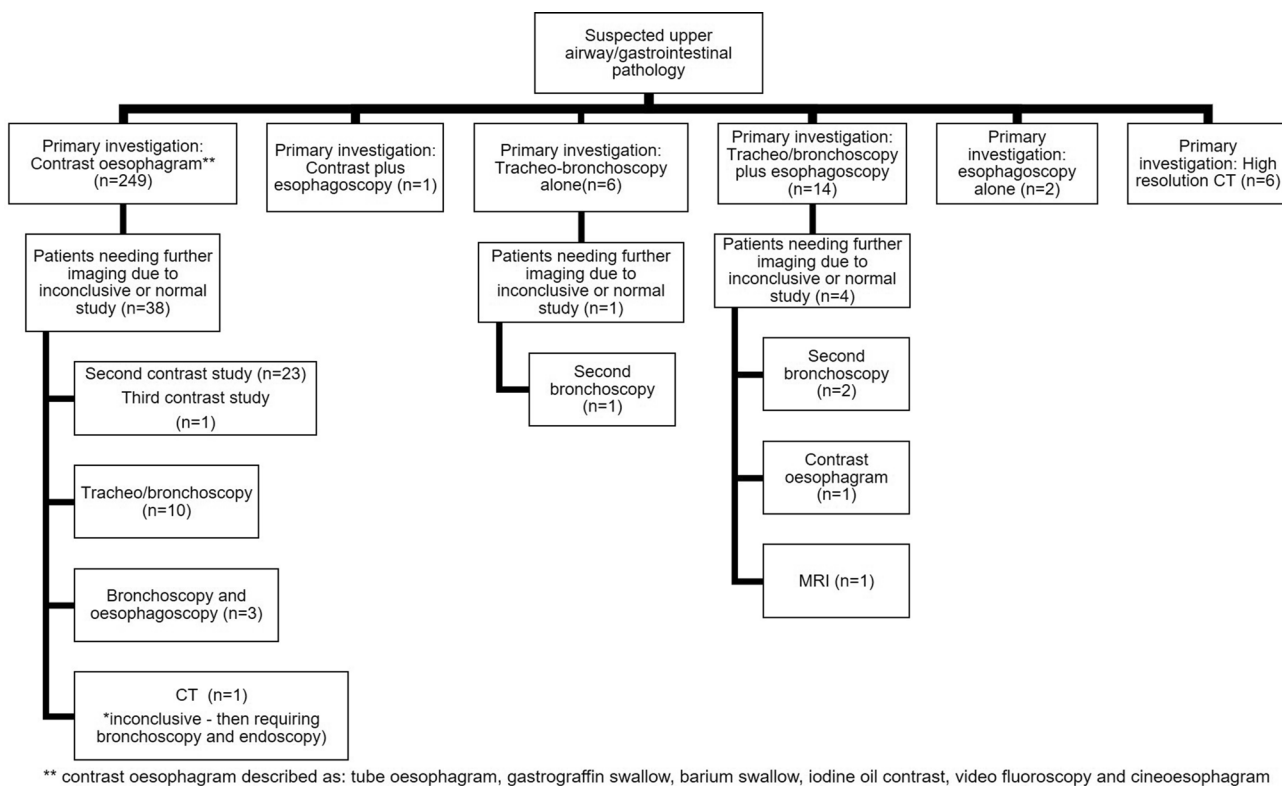 Suspected upper
airway/gastrointestinal
pathology
Primary investigation:
Contrast oesophagram**
(n=249)
Primary investigation:
Contrast plus
esophagoscopy (n=1)
Primary investigation:
Tracheo-bronchoscopy
alone(n=6)
Primary investigation:
Tracheo/bronchoscopy
plus esophagoscopy
(n=14)
Primary
investigation:
esophagoscopy
alone (n=2)
Primary
investigation: High
resolution CT (n=6)
Patients needing further
imaging due to
inconclusive or normal
study (n=38)
Second contrast study (n=23)
Third contrast study
(n=1)
Tracheo/bronchoscopy
(n=10)
Bronchoscopy and
oesophagoscopy (n=3)
CT (n=1)
*inconclusive - then requiring
bronchoscopy and endoscopy)
Patients needing further
imaging due to
inconclusive or normal
study (n=1)
Second
bronchoscopy
(n=1)
Patients needing further
imaging due to
inconclusive or normal
study (n=4)
Second
bronchoscopy
(n=2)
Contrast
oesophagram
(n=1)
MRI (n=1)
** contrast oesophagram described as: tube oesophagram, gastrograffin swallow, barium swallow, iodine oil contrast, video fluoroscopy and cineoesophagram